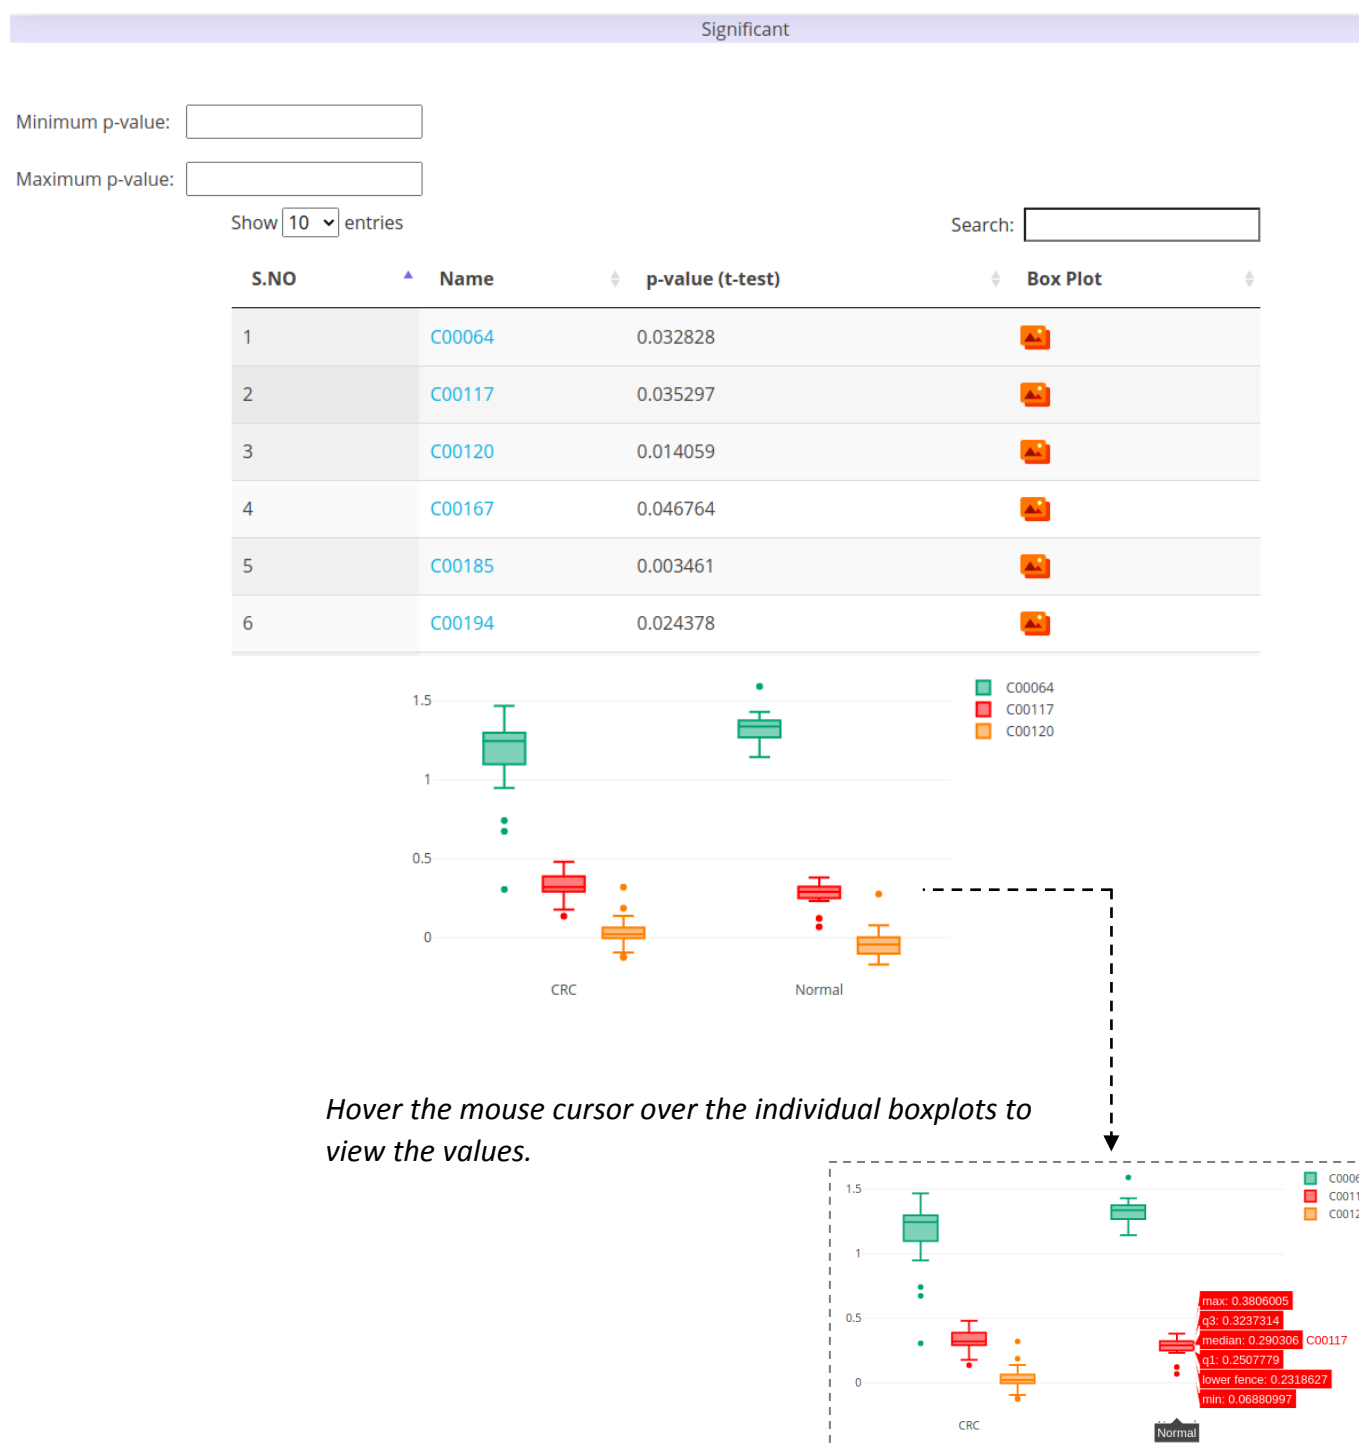 Significant
Minimum p-value:
Maximum p-value:
Show 10 entries
Search:
S.NO Name p-value (t-test) Box Plot
1 C00064 0.032828
2 C00117 0.035297
3 C00120 0.014059
4 C00167 0.046764
5 C00185 0.003461
6 C00194 0.024378
1.5
1
0.5
0
CRC Normal
C00064
C00117
C00120
Hover the mouse cursor over the individual boxplots to
view the values.
1.5
1
0.5
0
CRC
Normal
C0006
C0011
C0012
max: 0.3806005
q3: 0.3237314
median: 0.290306 C00117
q1: 0.2507779
lower fence: 0.2318627
min: 0.06880997